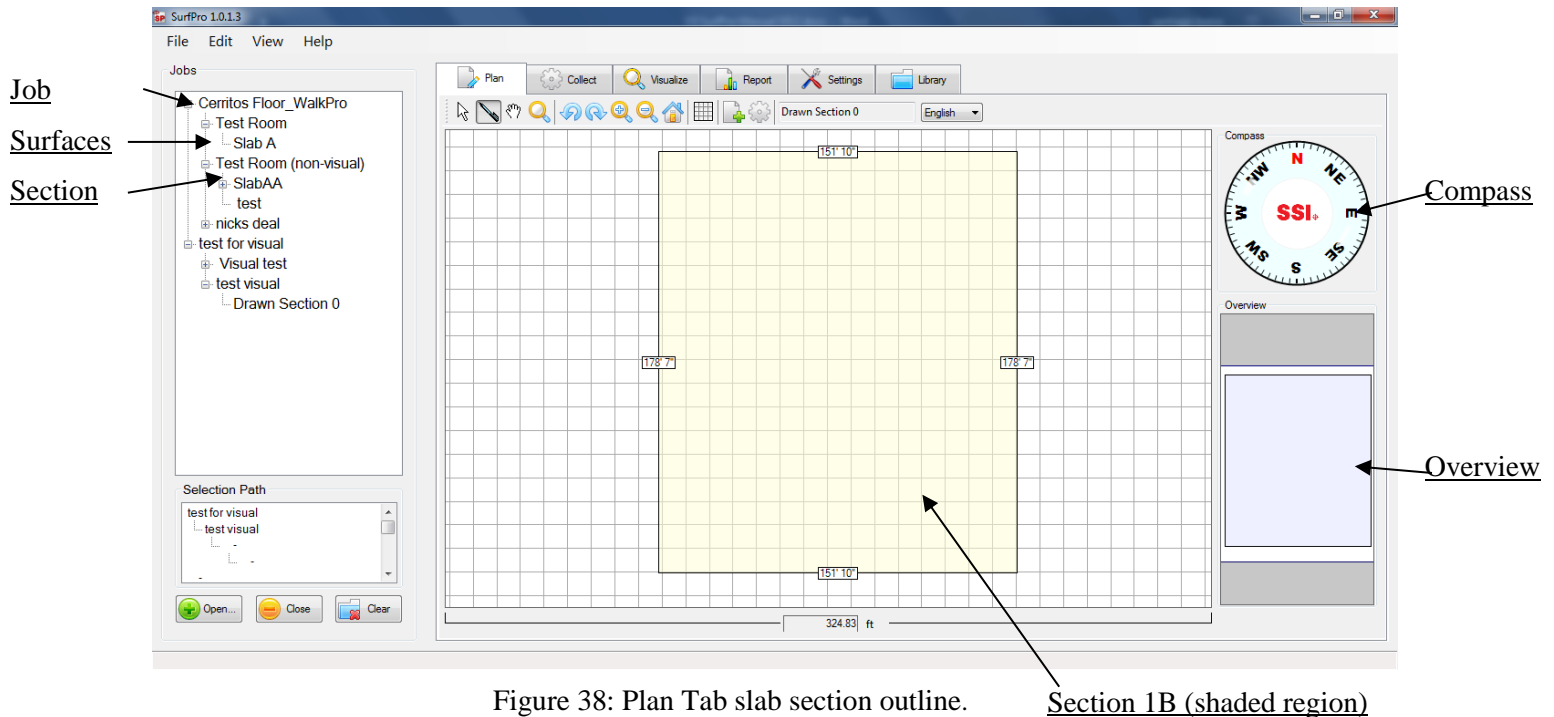 SurfPro 1.0.1.3
File Edit View Help
Jobs
Job
Surfaces
Section
Cerritos Floor_WalkPro
Test Room
Slab A
Test Room (non-visual)
SlabAA
test
nicks deal
test for visual
Visual test
test visual
Drawn Section 0
Selection Path
test for visual
test visual
-
-
-
Open... Close Clear
Plan Collect Visualize Report Settings Library
Drawn Section 0 English
151' 10"
178' 7" 178' 7"
151' 10"
324.83 ft
Compass
N
NW NE
W SSI E
SW SE
S
Compass
Overview
Overview
Figure 38: Plan Tab slab section outline.
Section 1B (shaded region)